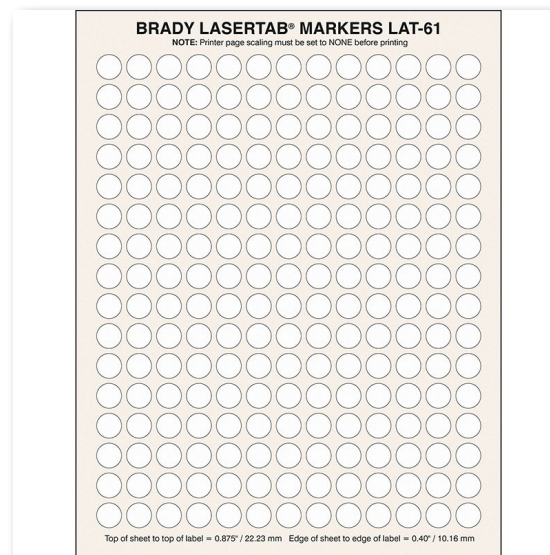 BRADY LASERTAB® MARKERS LAT-61
NOTE: Printer page scaling must be set to NONE before printing
Top of sheet to top of label = 0.875" / 22.23 mm   Edge of sheet to edge of label = 0.40" / 10.16 mm